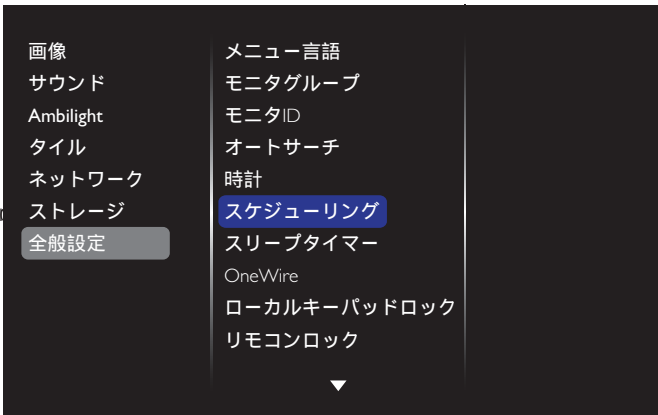 画像
サウンド
Ambilight
タイル
ネットワーク
ストレージ
全般設定
メニュー言語
モニタグループ
モニタID
オートサーチ
時計
スケジューリング
スリープタイマー
OneWire
ローカルキーパッドロック
リモコンロック